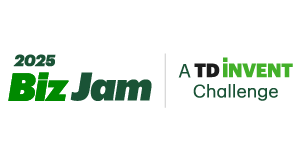 2025
Biz Jam
A TD INVENT
Challenge